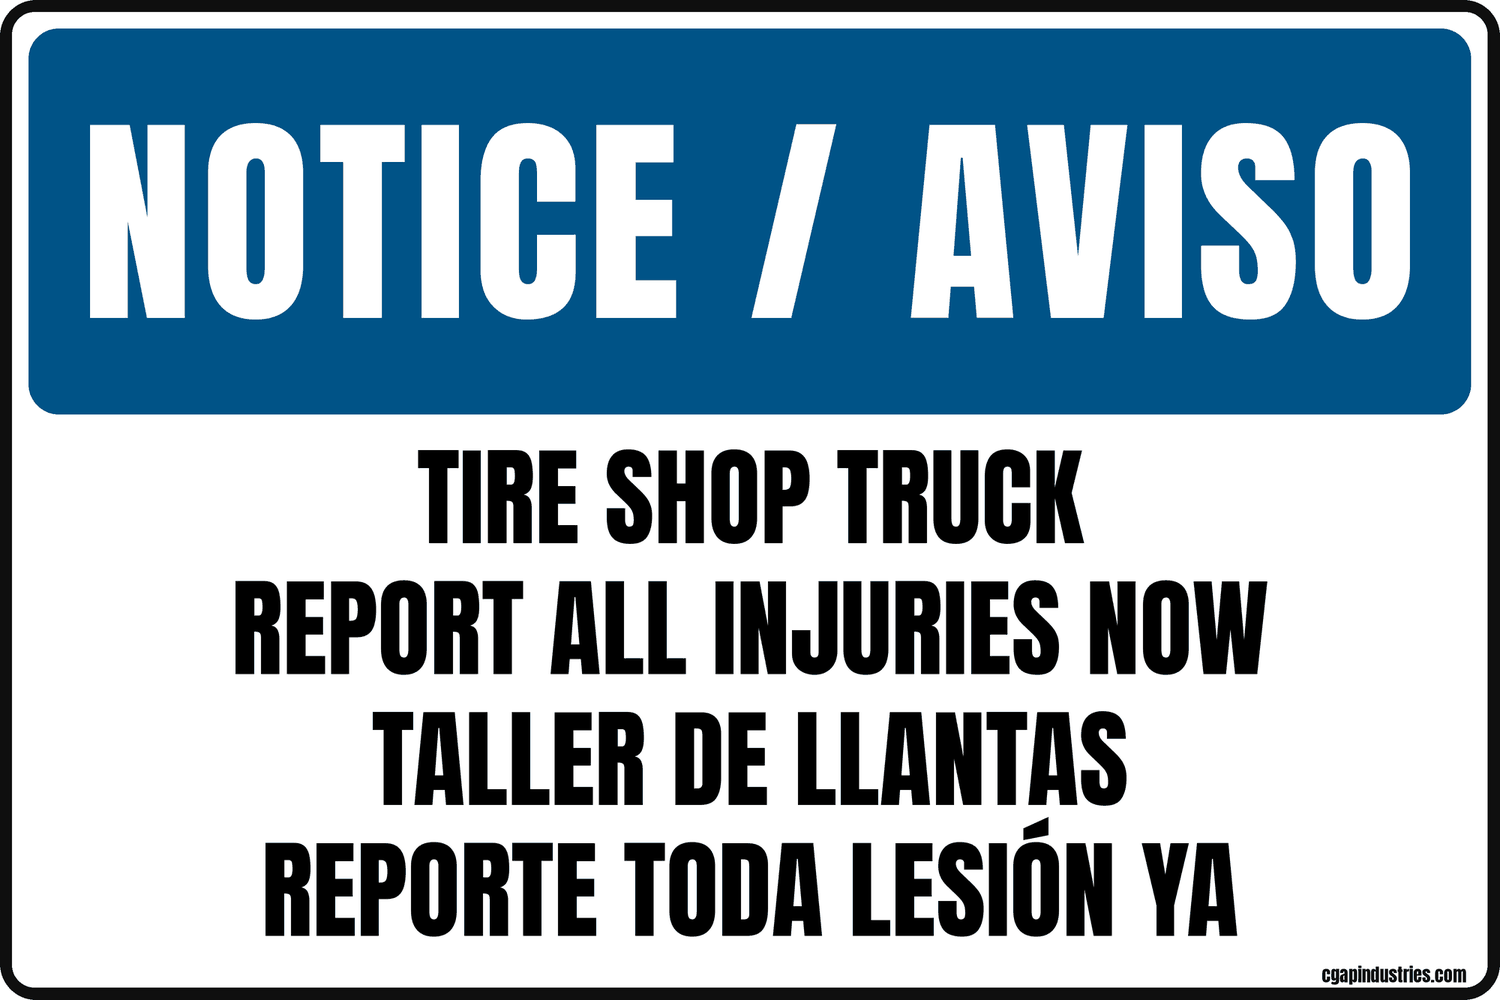 NOTICE / AVISO
TIRE SHOP TRUCK
REPORT ALL INJURIES NOW
TALLER DE LLANTAS
REPORTE TODA LESIÓN YA
cgapindustries.com